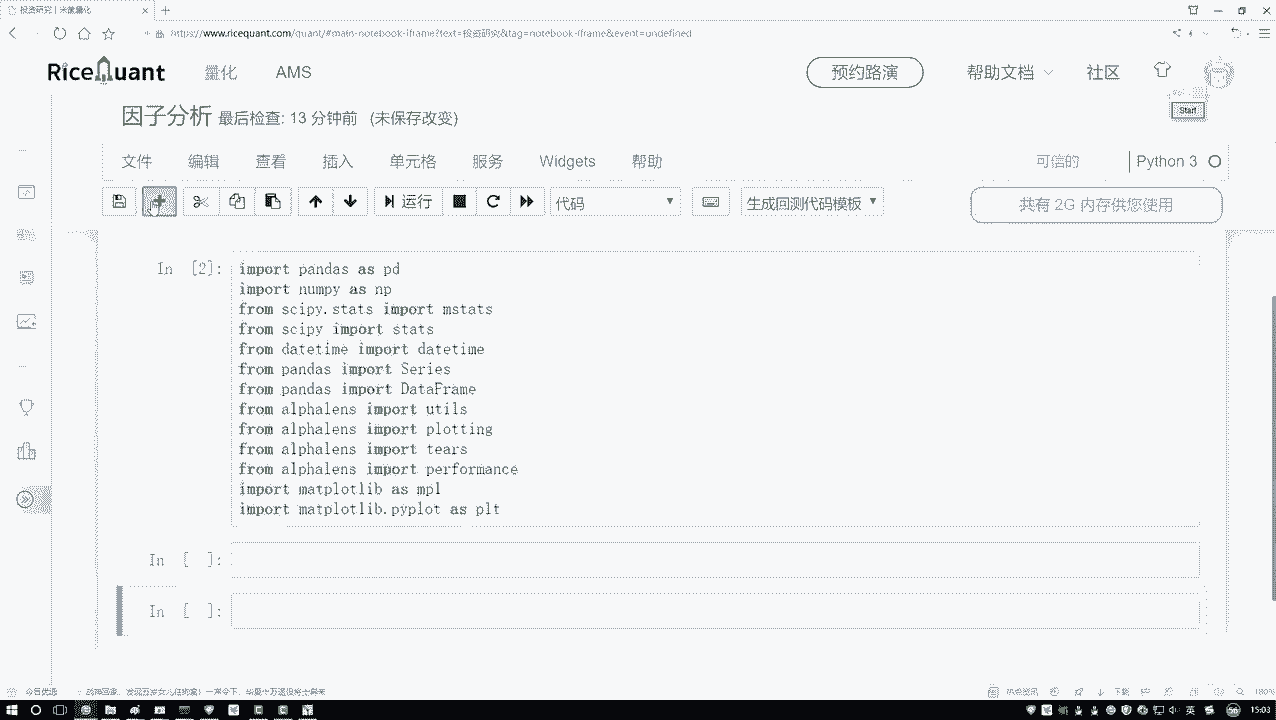 投资研究 | 米筐量化
https://www.ricequant.com/quant/#main-notebook-iframe?text=投资研究&tag=notebook-iframe&event=undefined
RiceQuant 量化 AMS 预约路演 帮助文档 社区
Start
因子分析 最后检查: 13 分钟前 (未保存改变)
文件 编辑 查看 插入 单元格 服务 Widgets 帮助 可信的 Python 3
运行 代码 生成回测代码模板 共有 2G 内存供您使用
In [2]: import pandas as pd
import numpy as np
from scipy.stats import mstats
from scipy import stats
from datetime import datetime
from pandas import Series
from pandas import DataFrame
from alphalens import utils
from alphalens import plotting
from alphalens import tears
from alphalens import performance
import matplotlib as mpl
import matplotlib.pyplot as plt
In [ ]:
In [ ]:
今日优选
下载
180%
英
15:03